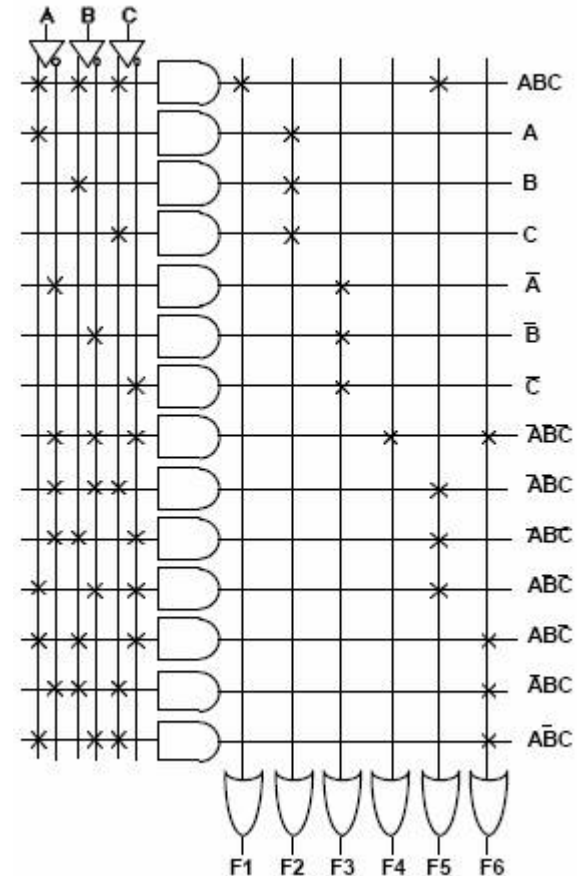 A B C
ABC
A
B
C
A̅
B̅
C̅
A̅B̅C̅
A̅B̅C
A̅BC̅
AB̅C̅
ABC̅
A̅BC
AB̅C
F1 F2 F3 F4 F5 F6